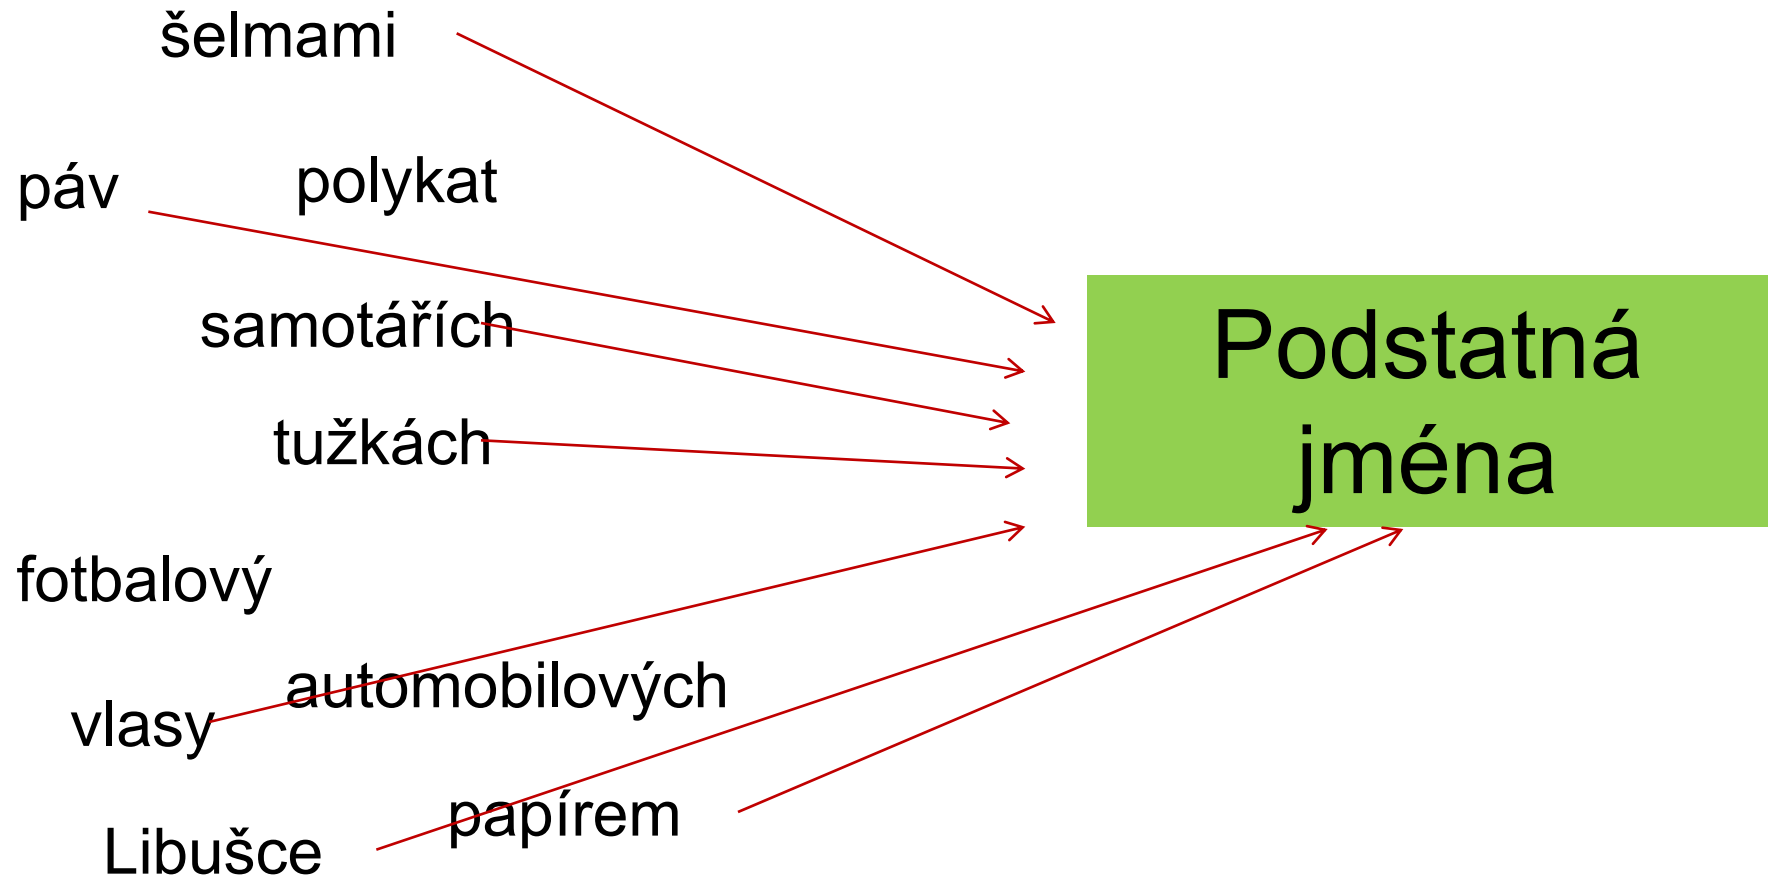 šelmami
páv
polykat
samotářích
tužkách
Podstatná
jména
fotbalový
automobilových
vlasy
papírem
Libušce